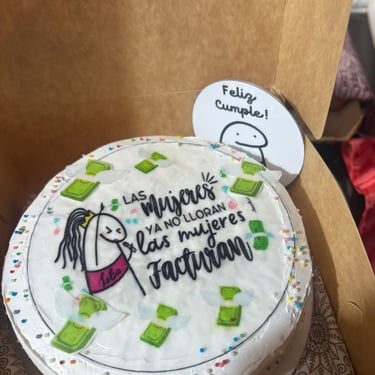 Feliz
Cumple!
LAS
Mujeres
YA NO LLORAN
las mujeres
Facturan